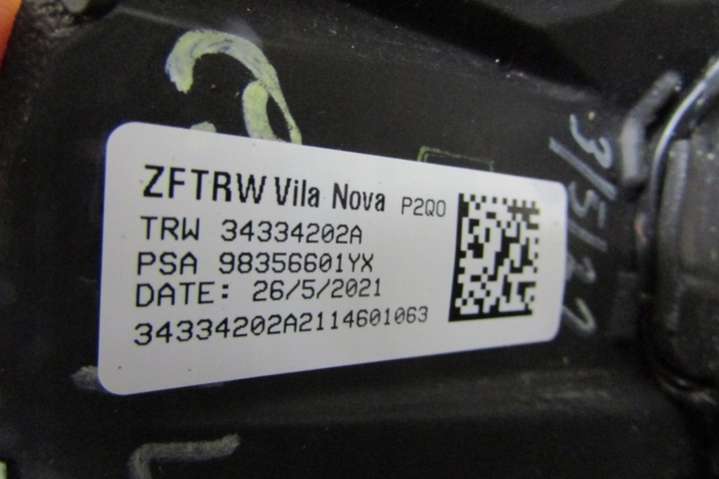 ZFTRW Vila Nova P2Q0
TRW 34334202A
PSA 98356601YX
DATE: 26/5/2021
34334202A2114601063
3/5/22